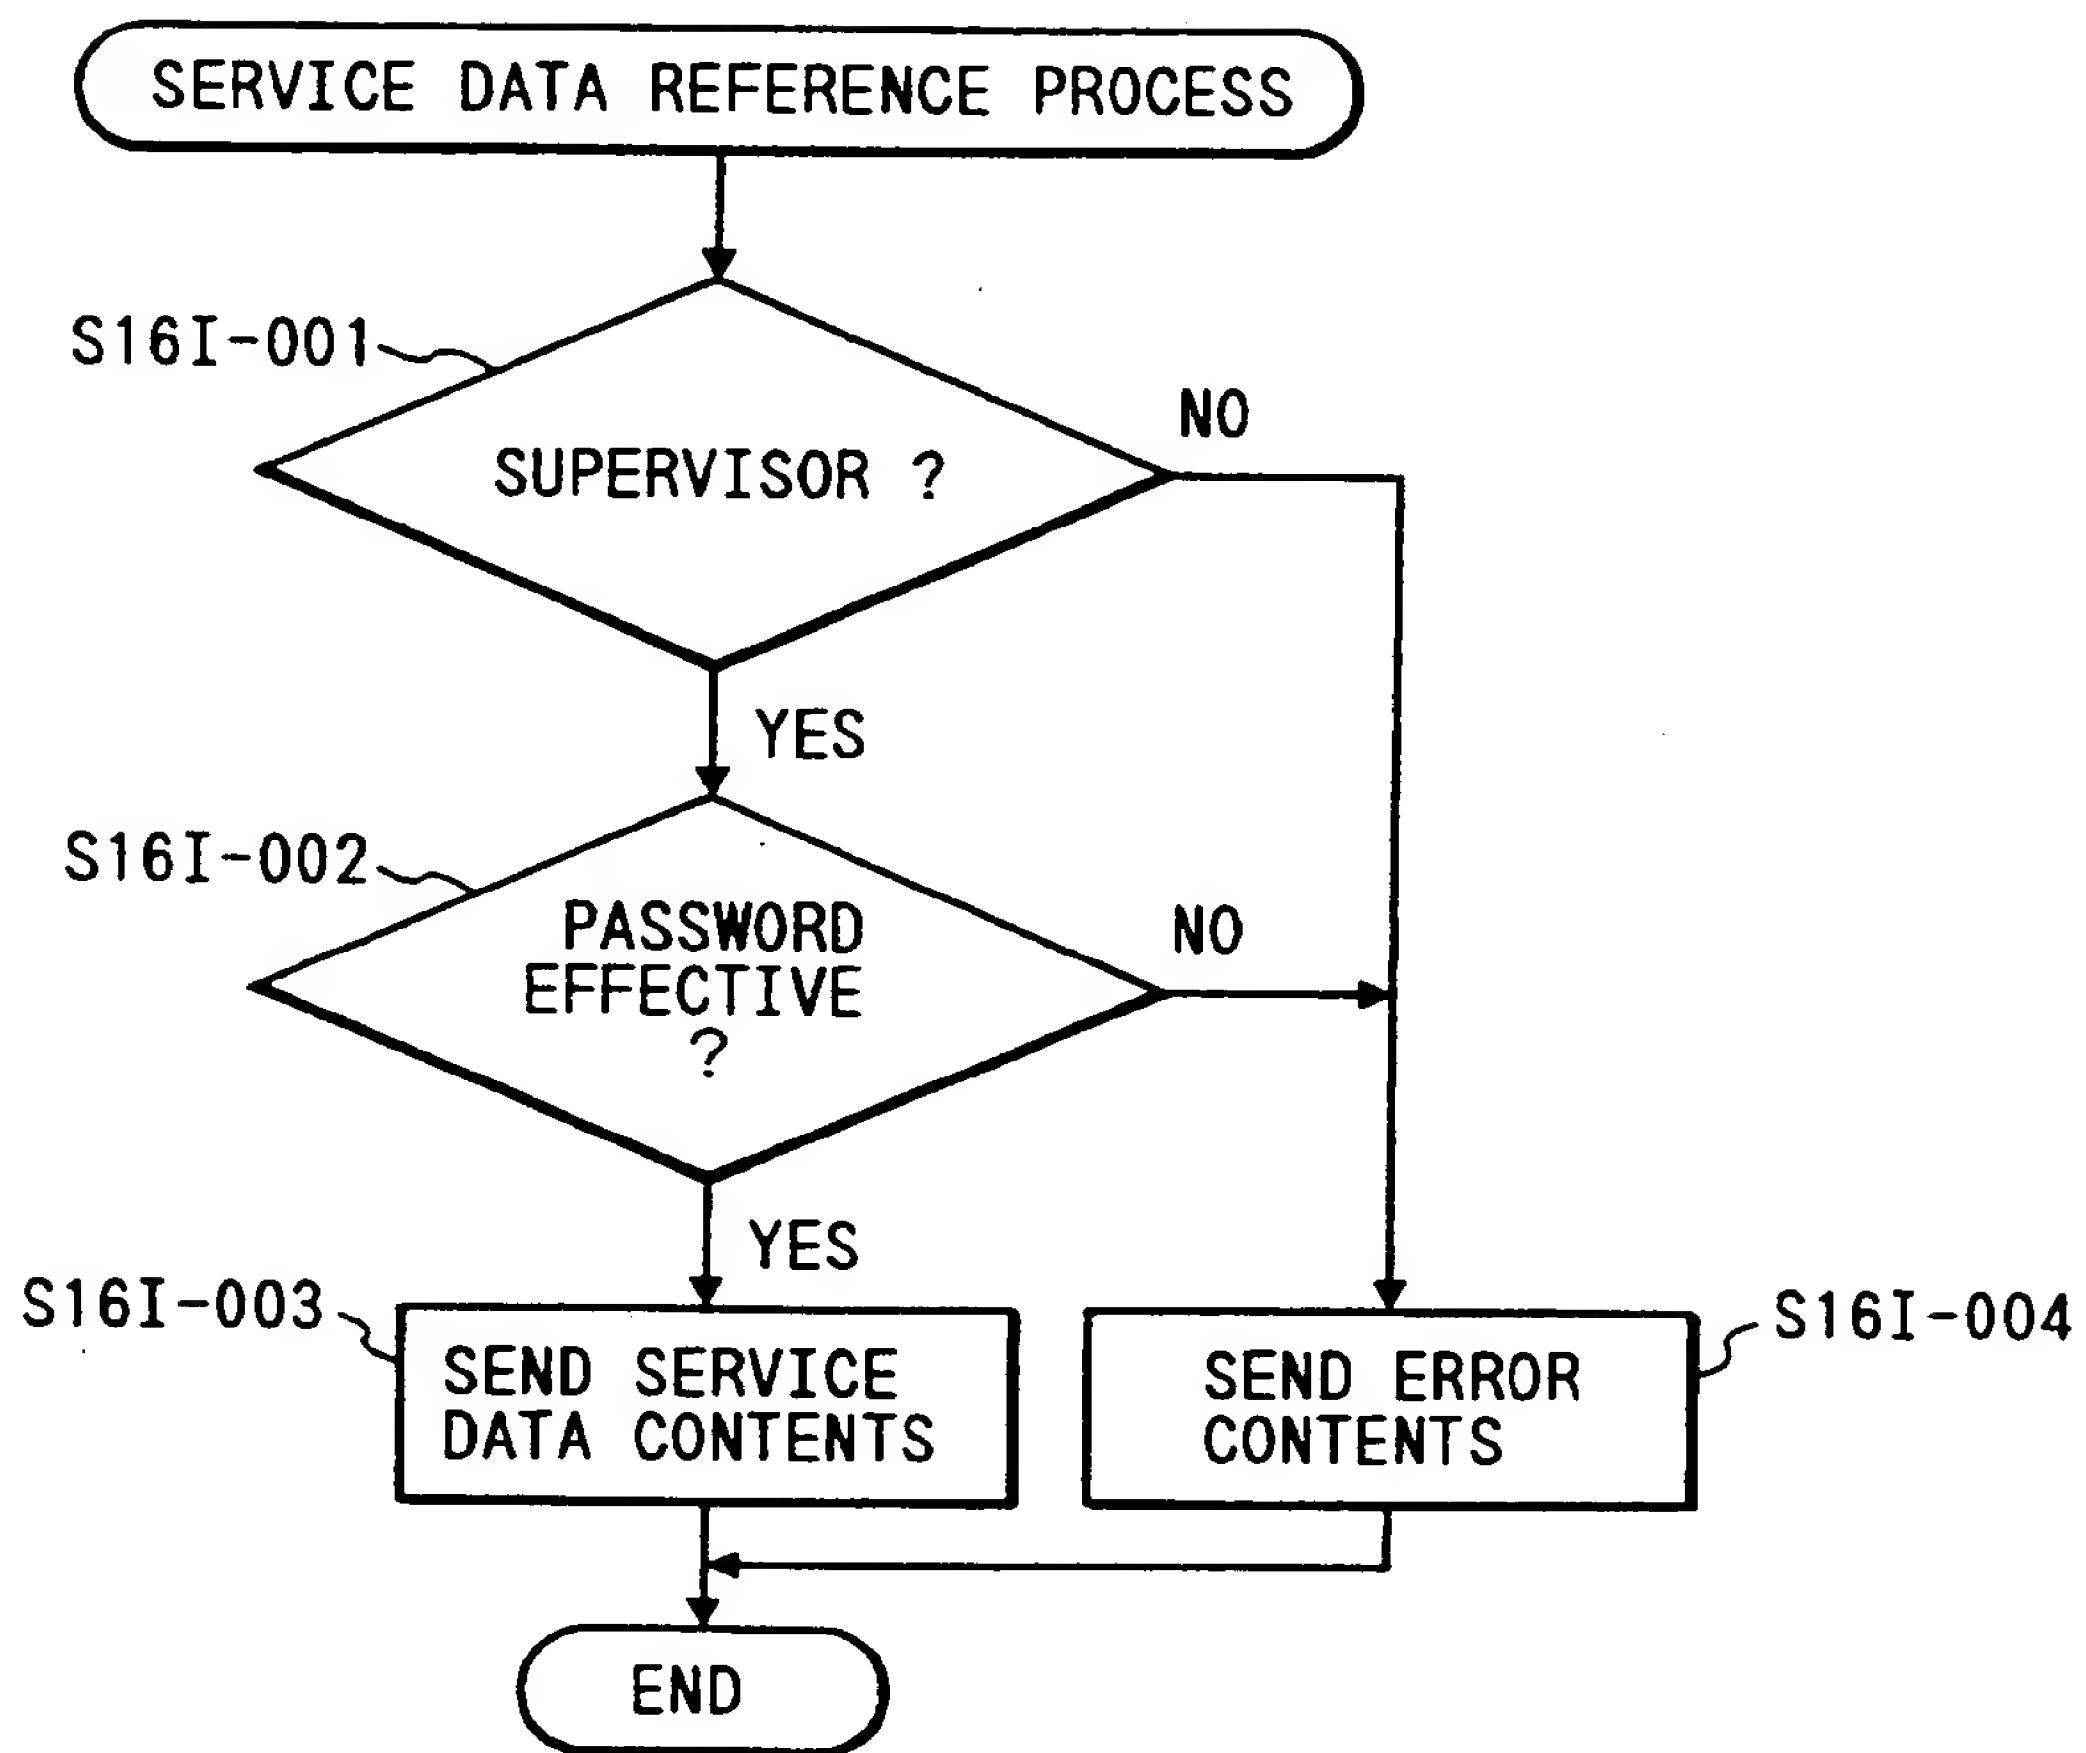 SERVICE DATA REFERENCE PROCESS
S16I-001
NO
SUPERVISOR ?
YES
S16I-002
PASSWORD
EFFECTIVE
?
NO
YES
S16I-003
SEND SERVICE
DATA CONTENTS
S16I-004
SEND ERROR
CONTENTS
END